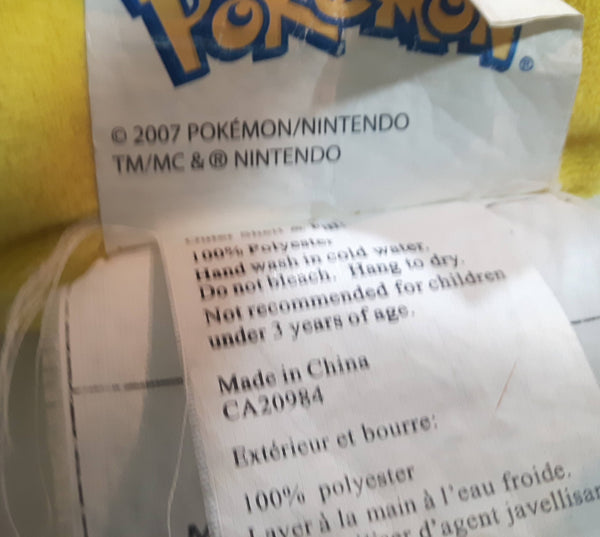 POKÉMON®
© 2007 POKÉMON/NINTENDO
TM/MC & ® NINTENDO
100% Polyester
Hand wash in cold water.
Do not bleach. Hang to dry.
Not recommended for children
under 3 years of age.
Made in China
CA20984
Extérieur et bourre:
100% polyester
Laver à la main à l'eau froide.
d'agent javellisan